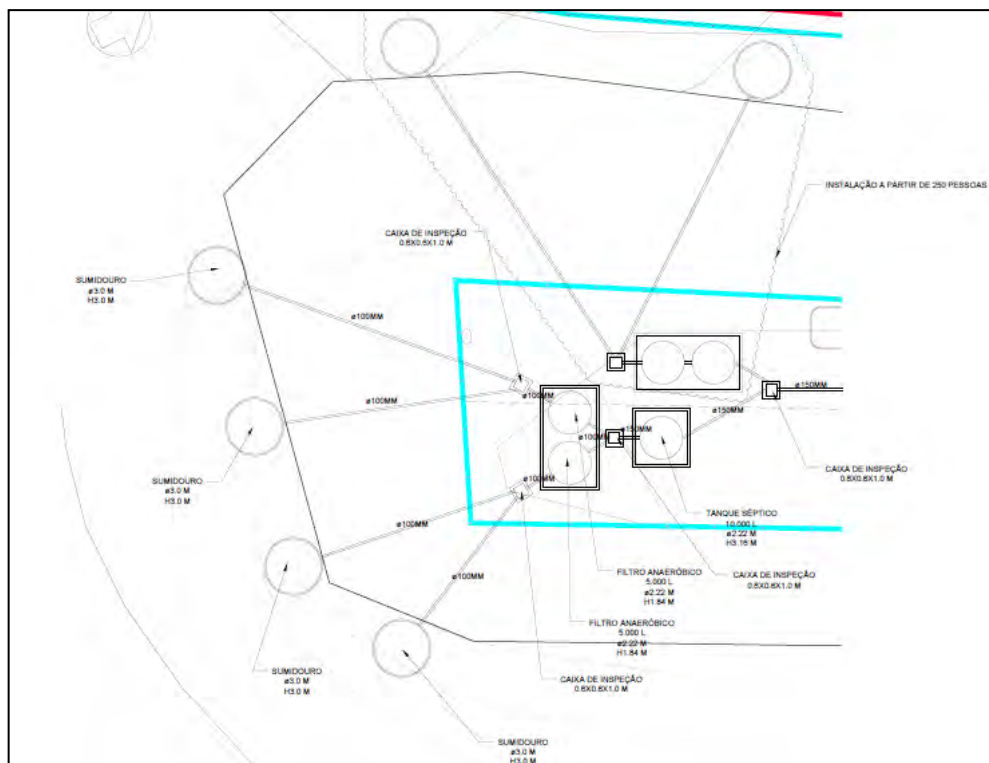 INSTALAÇÃO A PARTIR DE 250 PESSOAS
CAIXA DE INSPEÇÃO
0.6X0.6X1.0 M
SUMIDOURO
ø3.0 M
H3.0 M
ø100MM
ø100MM
ø100MM
ø150MM
ø150MM
ø150MM
ø100MM
ø100MM
CAIXA DE INSPEÇÃO
0.6X0.6X1.0 M
SUMIDOURO
ø3.0 M
H3.0 M
TANQUE SÉPTICO
10.000 L
ø2.22 M
H3.16 M
ø100MM
ø100MM
FILTRO ANAERÓBICO
5.000 L
ø2.22 M
H1.84 M
CAIXA DE INSPEÇÃO
0.6X0.6X1.0 M
FILTRO ANAERÓBICO
5.000 L
ø2.22 M
H1.84 M
SUMIDOURO
ø3.0 M
H3.0 M
CAIXA DE INSPEÇÃO
0.6X0.6X1.0 M
SUMIDOURO
ø3.0 M
H3.0 M